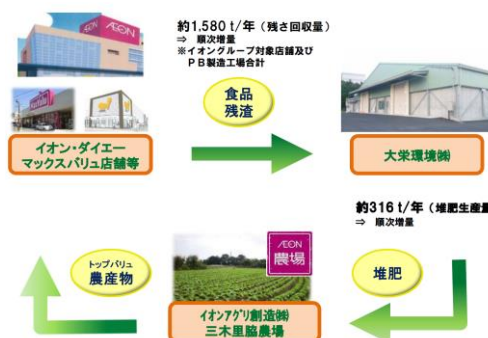 約1,580 t/年（残さ回収量）
⇒ 順次増量
※イオングループ対象店舗及び
ＰＢ製造工場合計
AEON
食品
残渣
イオン・ダイエー
マックスバリュ店舗等
大栄環境㈱
約316 t/年（堆肥生産量
⇒ 順次増量
AEON
農場
トップバリュ
農産物
堆肥
イオンアグリ創造㈱
三木里脇農場